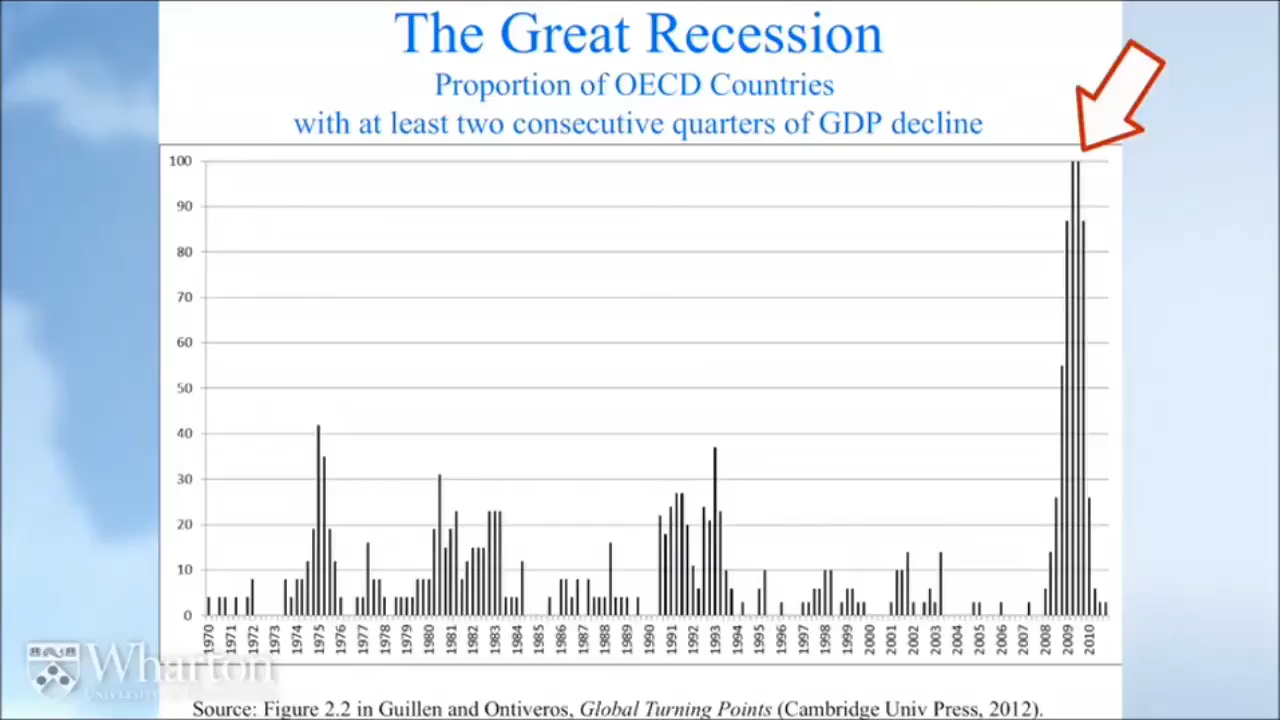 The Great Recession
Proportion of OECD Countries
with at least two consecutive quarters of GDP decline
100
90
80
70
60
50
40
30
20
10
0
1970 1971 1972 1973 1974 1975 1976 1977 1978 1979 1980 1981 1982 1983 1984 1985 1986 1987 1988 1989 1990 1991 1992 1993 1994 1995 1996 1997 1998 1999 2000 2001 2002 2003 2004 2005 2006 2007 2008 2009 2010
Wharton
Source: Figure 2.2 in Guillen and Ontiveros, Global Turning Points (Cambridge Univ Press, 2012).